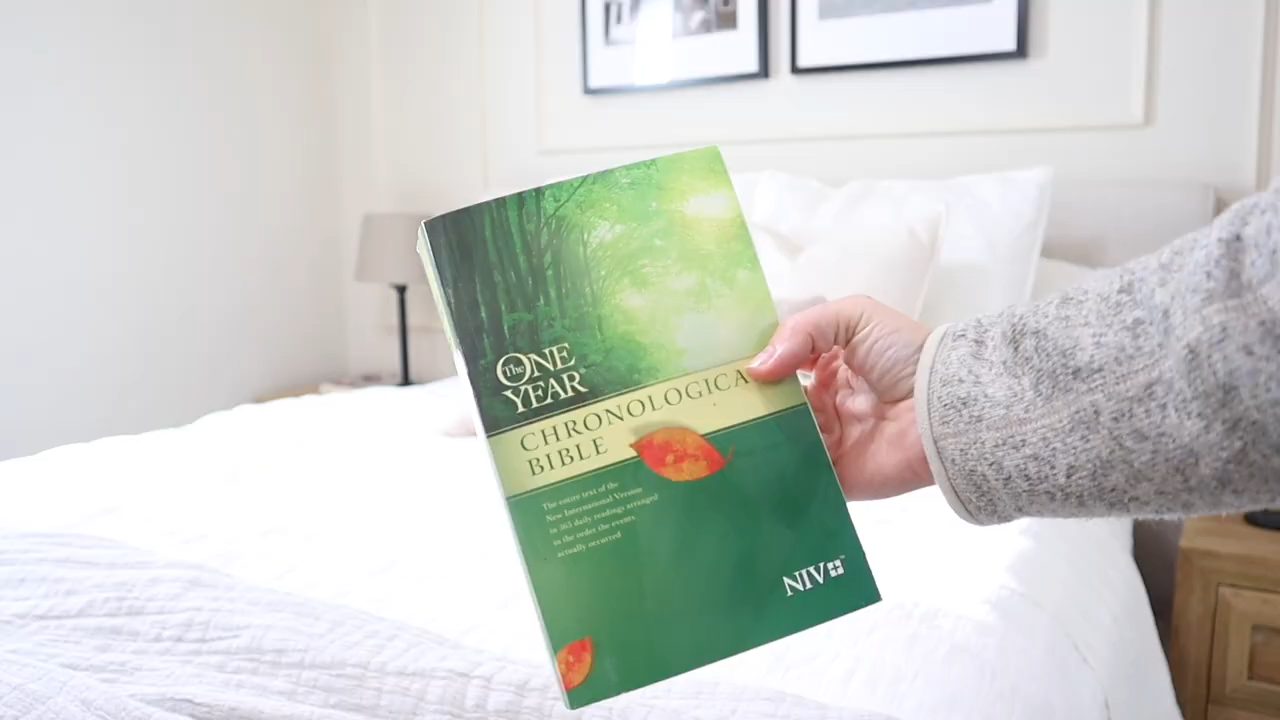 The ONE
YEAR®
CHRONOLOGICA
BIBLE
The entire text of the
New International Version
in 365 daily readings arranged
in the order the events
actually occurred
NIV™